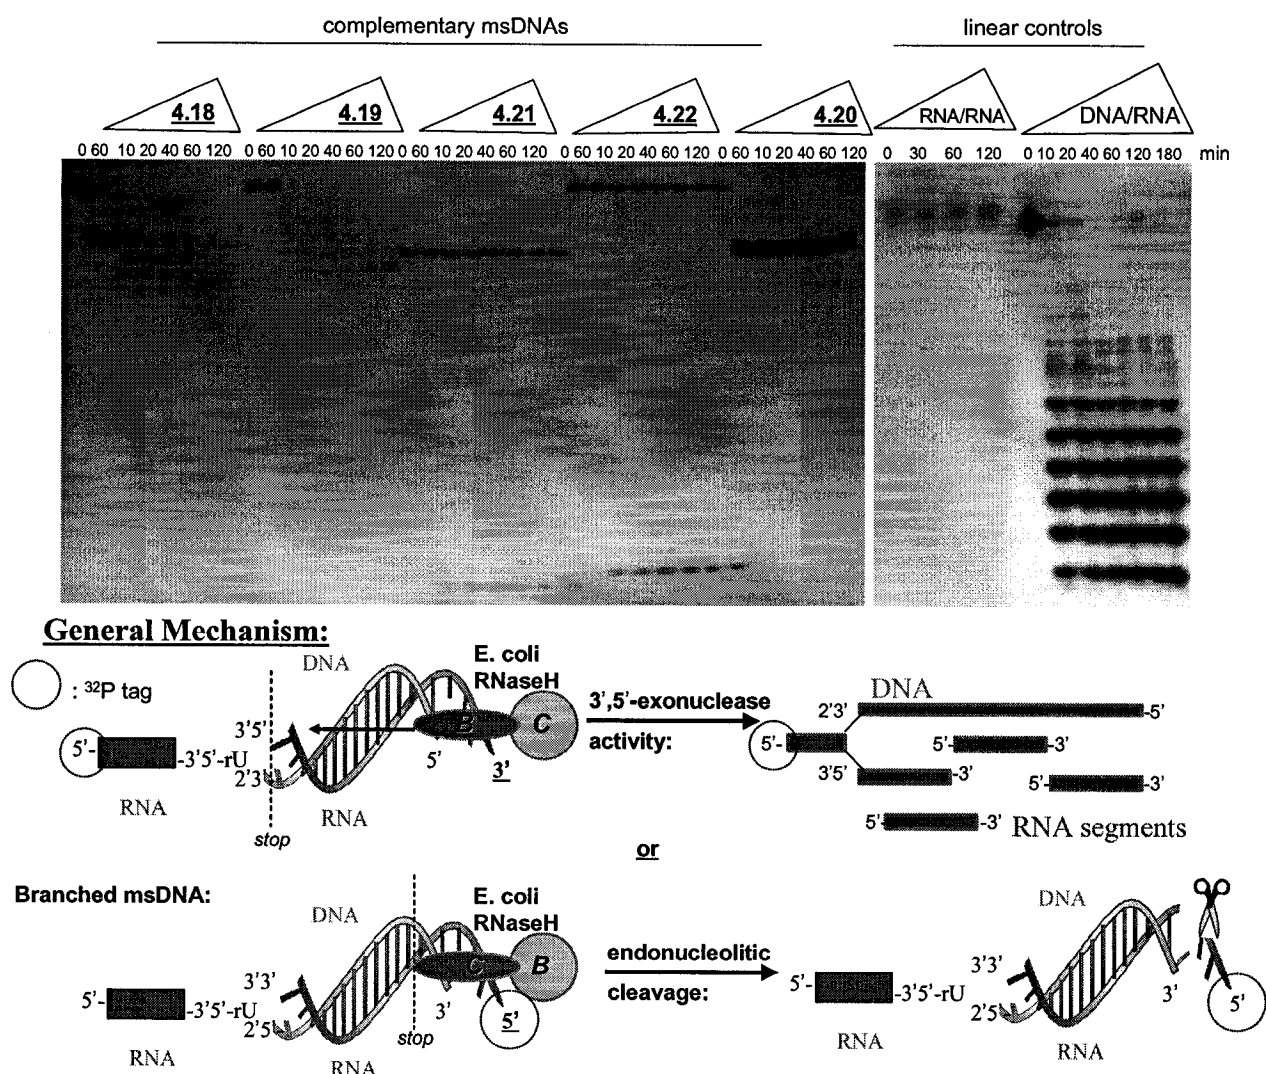 complementary msDNAs
linear controls
4.18 4.19 4.21 4.22 4.20 RNA/RNA DNA/RNA
0 60 10 20 40 120 0 60 10 20 40 120 0 60 10 20 40 120 0 60 10 20 40 120 0 60 10 20 40 120 0 30 60 120 0 10 20 40 60 120 180 min
General Mechanism:
: 32P tag
DNA
E. coli
RNaseH
B C
3',5'-exonuclease
activity:
DNA
2'3' -5'
5'- 5'- -3'
3'5' -3' 5'- -3'
5'- -3' RNA segments
3'5'
5'- -3'5'-rU
2'3
5'
3'
RNA
RNA
stop
or
Branched msDNA:
DNA
E. coli
RNaseH
C B
endonucleolitic
cleavage:
DNA
3'3'
5'- -3'5'-rU
2'5
3'
5'
stop
RNA
RNA
3'3'
5'- -3'5'-rU
2'5
3'
5'
RNA
RNA